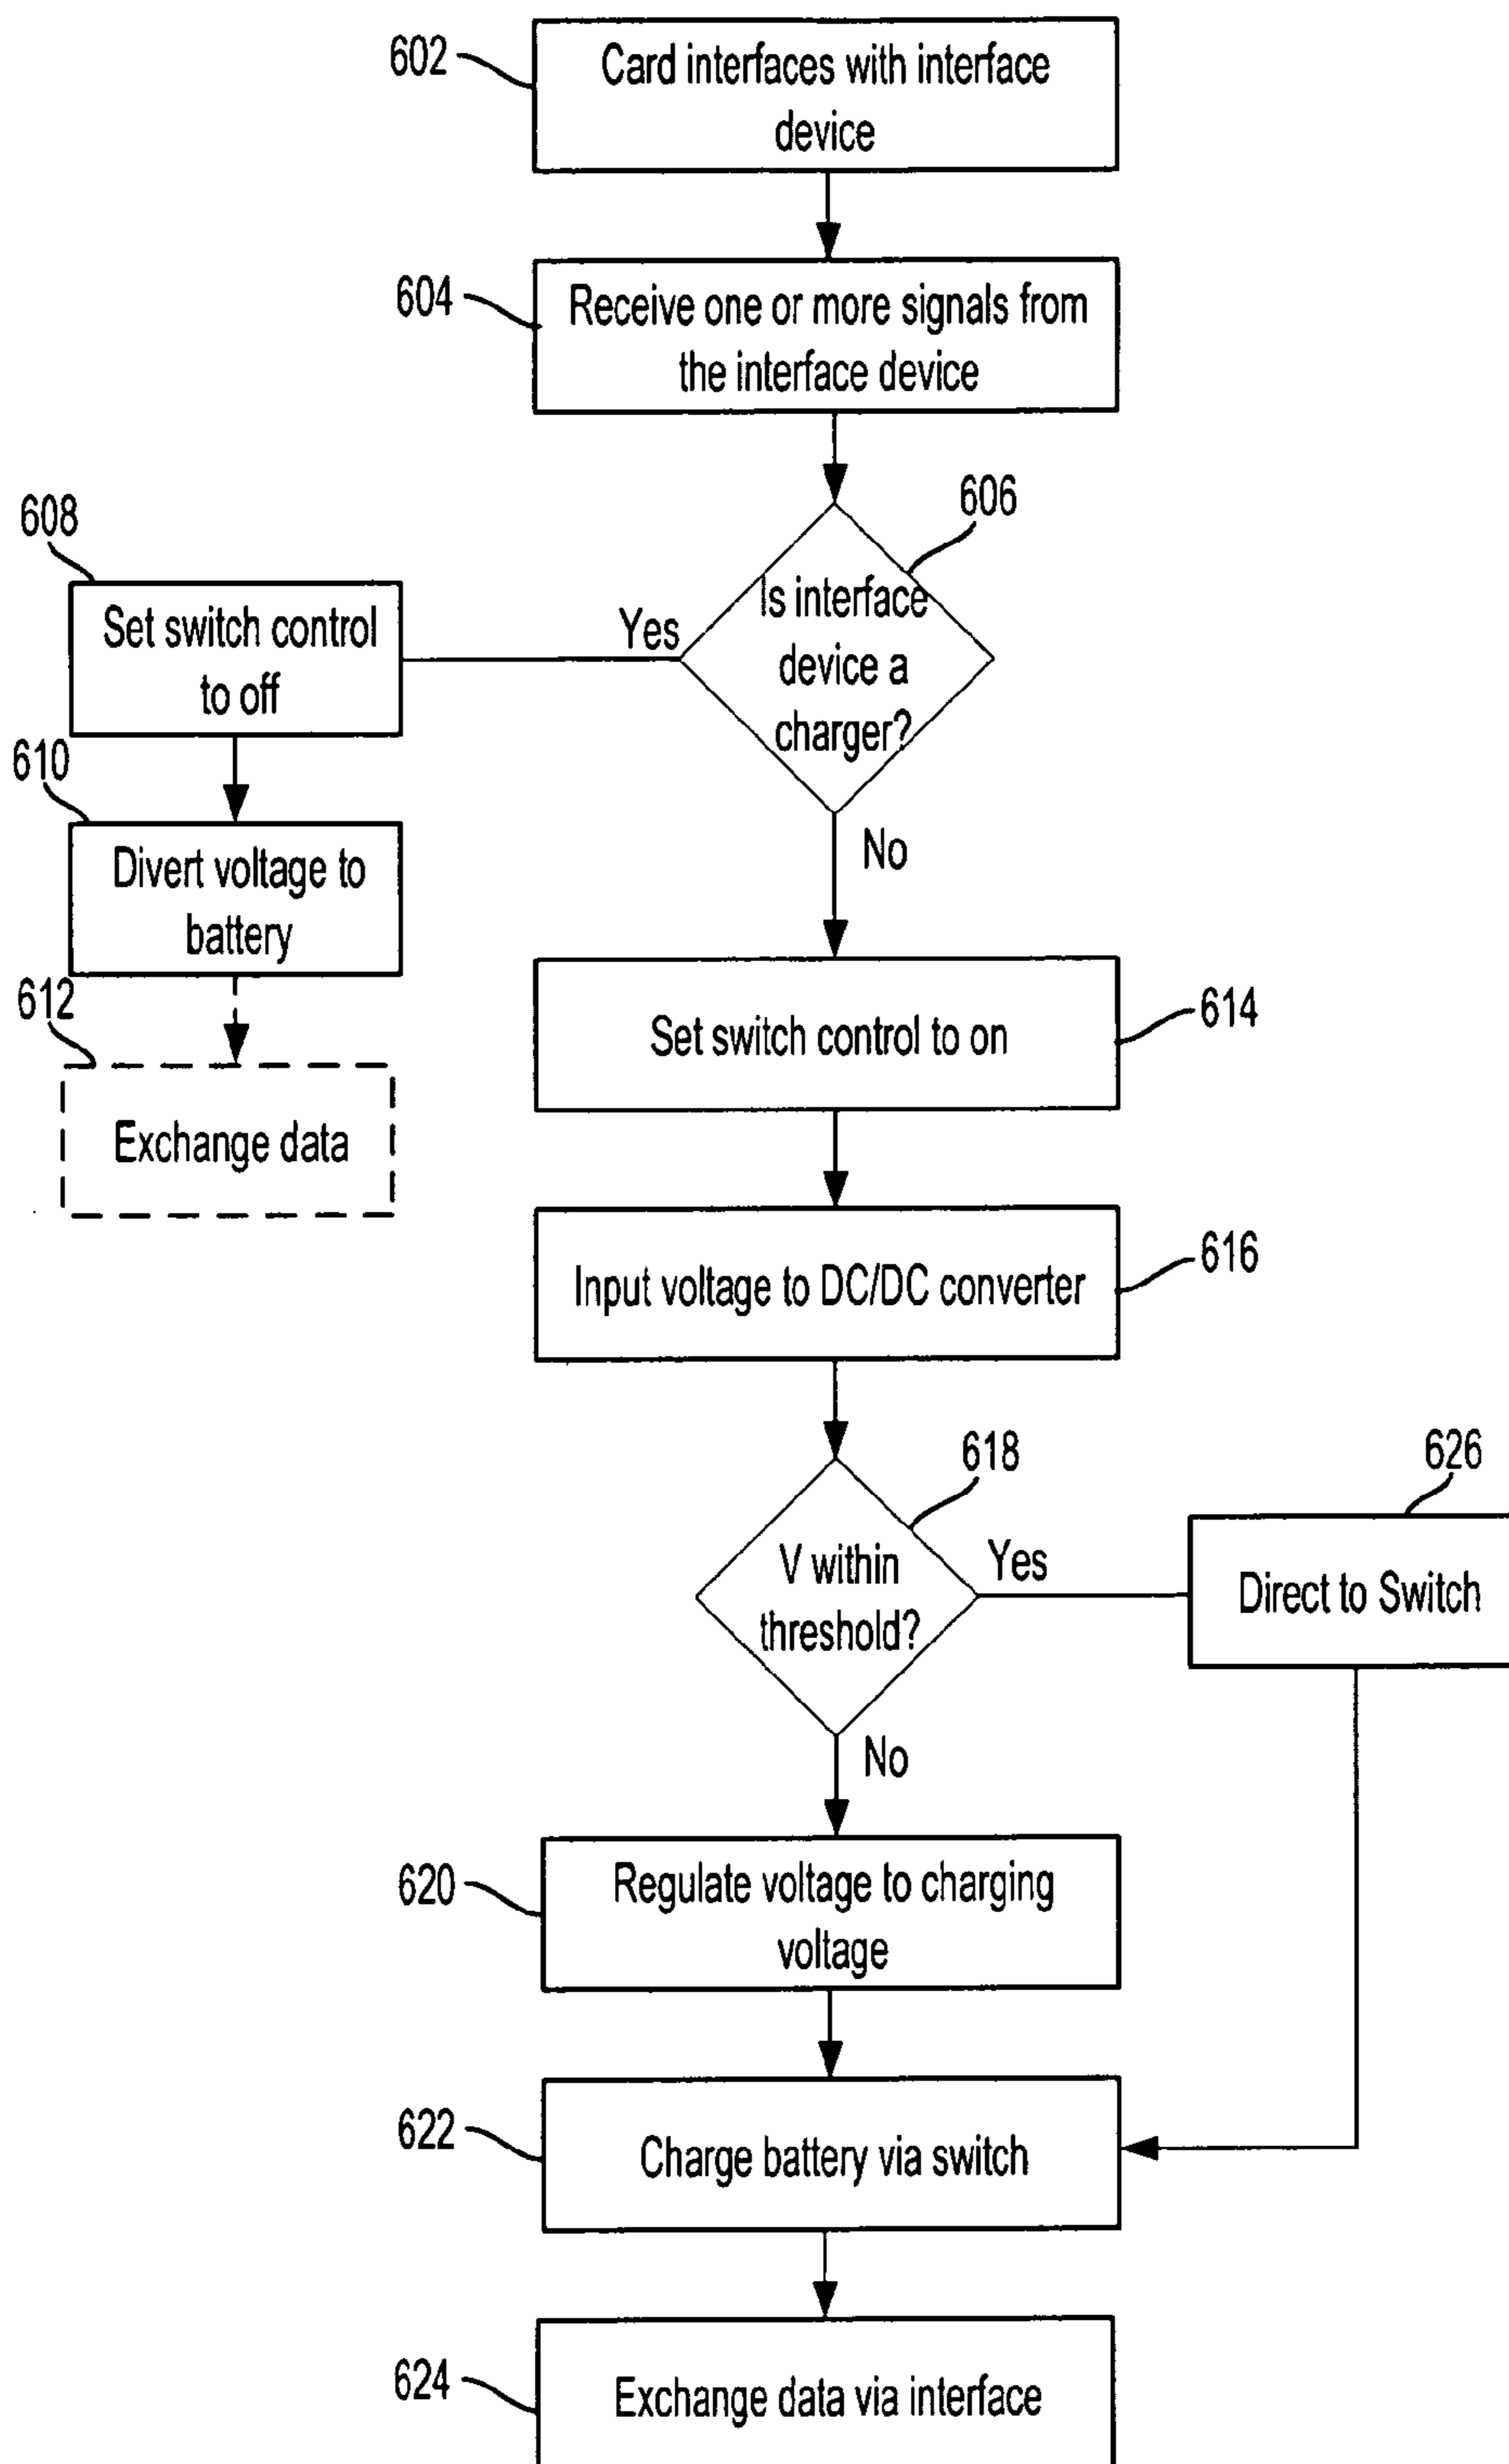 602
Card interfaces with interface
device
604
Receive one or more signals from
the interface device
606
Is interface
device a
charger?
Yes
No
608
Set switch control
to off
610
Divert voltage to
battery
612
Exchange data
614
Set switch control to on
616
Input voltage to DC/DC converter
618
V within
threshold?
Yes
No
626
Direct to Switch
620
Regulate voltage to charging
voltage
622
Charge battery via switch
624
Exchange data via interface